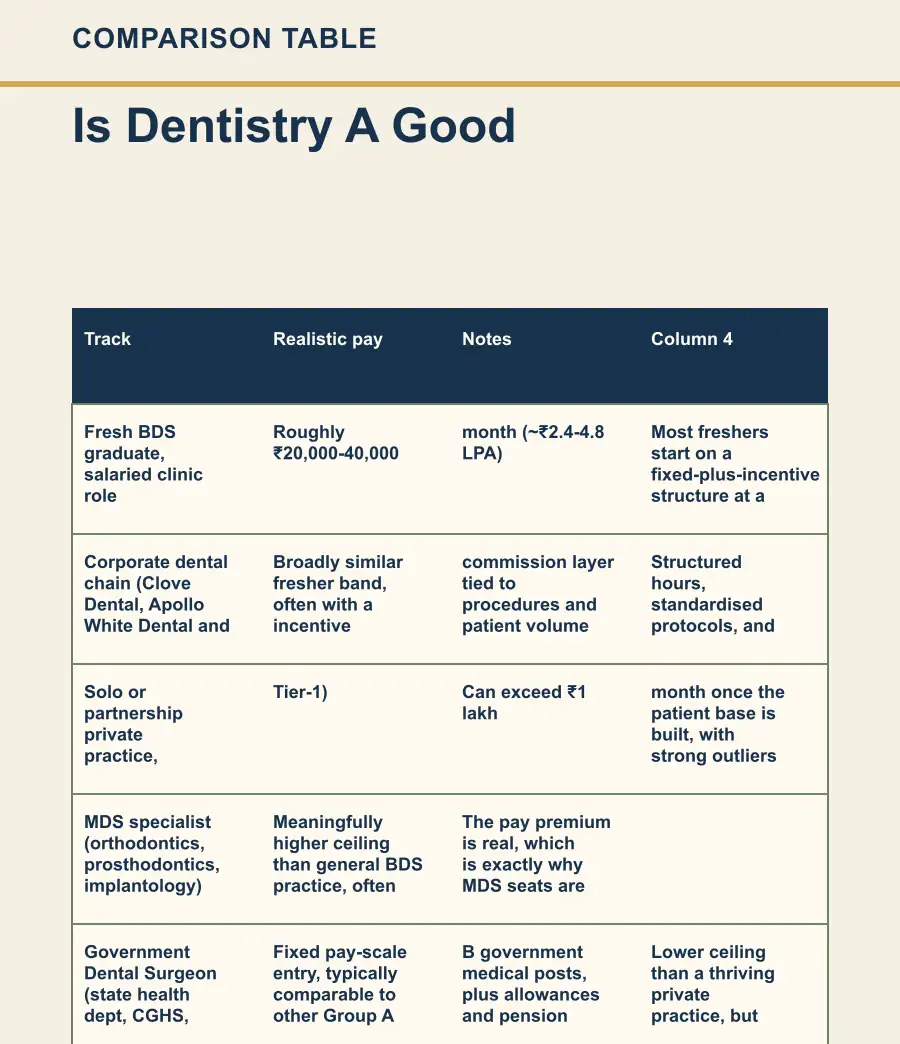 COMPARISON TABLE
Is Dentistry A Good
Track
Realistic pay
Notes
Column 4
Fresh BDS
graduate,
salaried clinic
role
Roughly
₹20,000-40,000
month (~₹2.4-4.8
LPA)
Most freshers
start on a
fixed-plus-incentive
structure at a
Corporate dental
chain (Clove
Dental, Apollo
White Dental and
Broadly similar
fresher band,
often with a
incentive
commission layer
tied to
procedures and
patient volume
Structured
hours,
standardised
protocols, and
Solo or
partnership
private
practice,
Tier-1)
Can exceed ₹1
lakh
month once the
patient base is
built, with
strong outliers
MDS specialist
(orthodontics,
prosthodontics,
implantology)
Meaningfully
higher ceiling
than general BDS
practice, often
The pay premium
is real, which
is exactly why
MDS seats are
Government
Dental Surgeon
(state health
dept, CGHS,
Fixed pay-scale
entry, typically
comparable to
other Group A
B government
medical posts,
plus allowances
and pension
Lower ceiling
than a thriving
private
practice, but